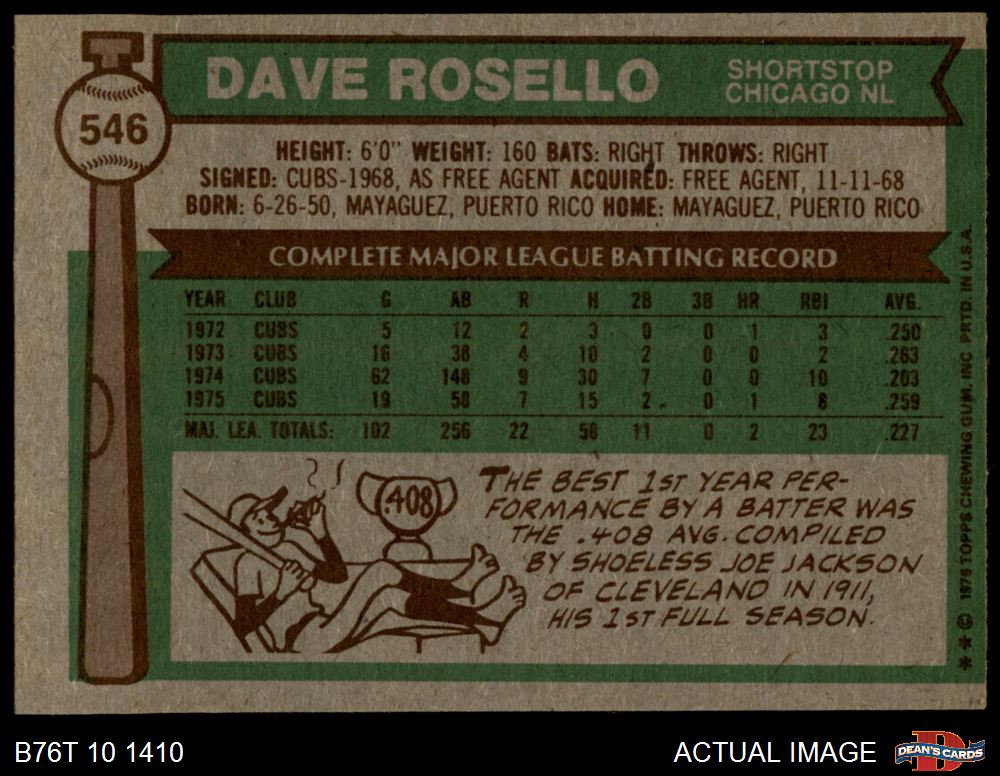 DAVE ROSELLO
SHORTSTOP
CHICAGO NL
546
HEIGHT: 6'0" WEIGHT: 160 BATS: RIGHT THROWS: RIGHT
SIGNED: CUBS-1968, AS FREE AGENT ACQUIRED: FREE AGENT, 11-11-68
BORN: 6-26-50, MAYAGUEZ, PUERTO RICO HOME: MAYAGUEZ, PUERTO RICO
COMPLETE MAJOR LEAGUE BATTING RECORD
YEAR CLUB G AB R H 2B 3B HR RBI AVG.
1972 CUBS 5 12 2 3 0 0 1 3 .250
1973 CUBS 16 38 4 10 2 0 0 2 .263
1974 CUBS 62 148 9 30 7 0 0 10 .203
1975 CUBS 19 58 7 15 2 0 1 8 .259
MAJ. LEA. TOTALS: 102 256 22 58 11 0 2 23 .227
.408
THE BEST 1ST YEAR PER-
FORMANCE BY A BATTER WAS
THE .408 AVG. COMPILED
BY SHOELESS JOE JACKSON
OF CLEVELAND IN 1911,
HIS 1ST FULL SEASON.
* * © 1976 TOPPS CHEWING GUM, INC PRTD. IN U.S.A.
B76T 10 1410
ACTUAL IMAGE
D
DEAN'S CARDS